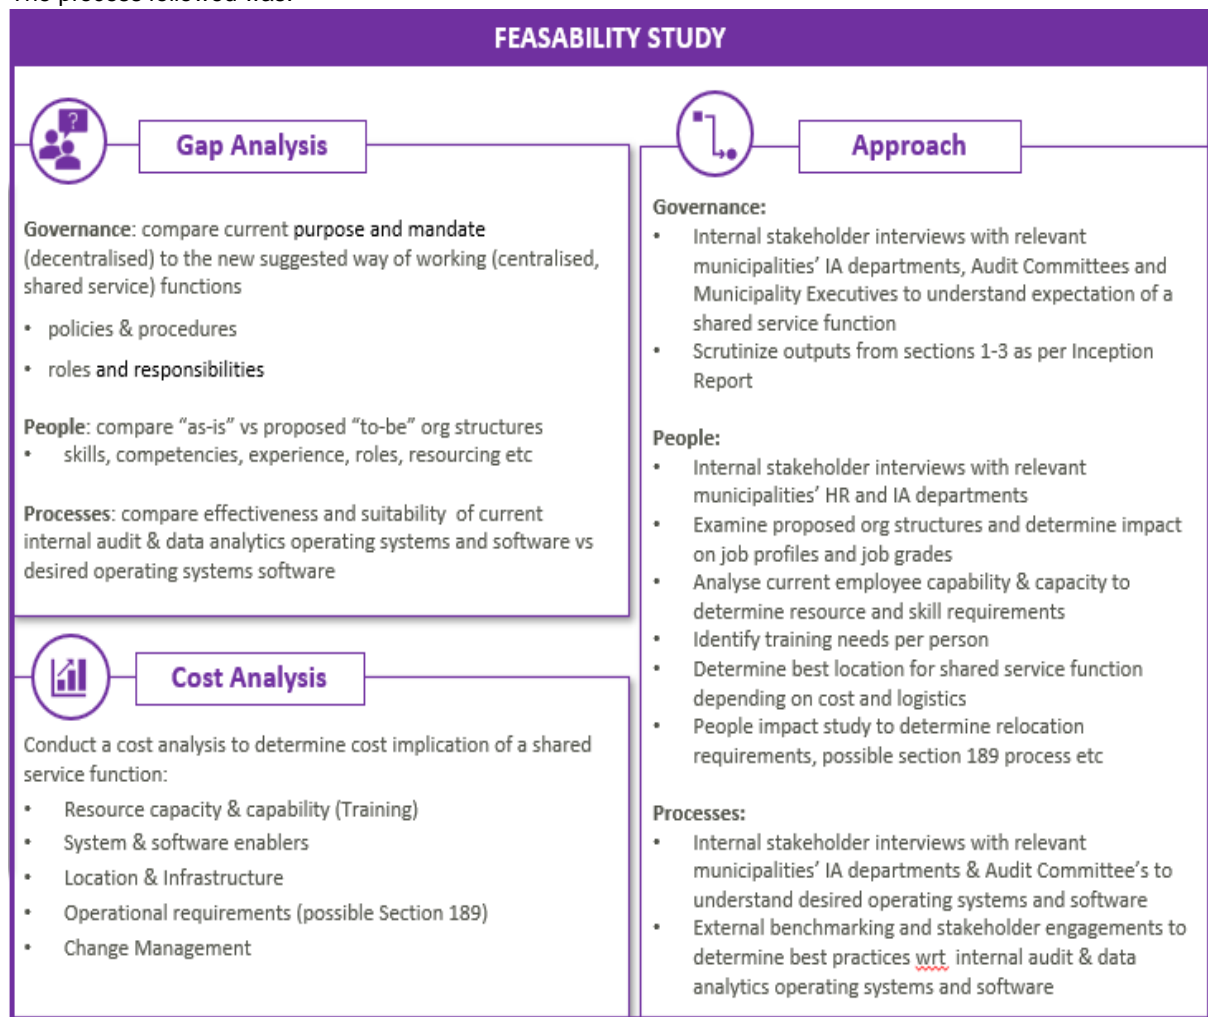 The process followed was:
FEASABILITY STUDY
?
Gap Analysis
Governance: compare current purpose and mandate
(decentralised) to the new suggested way of working (centralised,
shared service) functions
• policies & procedures
• roles and responsibilities
People: compare “as-is” vs proposed “to-be” org structures
• skills, competencies, experience, roles, resourcing etc
Processes: compare effectiveness and suitability of current
internal audit & data analytics operating systems and software vs
desired operating systems software
Cost Analysis
Conduct a cost analysis to determine cost implication of a shared
service function:
• Resource capacity & capability (Training)
• System & software enablers
• Location & Infrastructure
• Operational requirements (possible Section 189)
• Change Management
Approach
Governance:
• Internal stakeholder interviews with relevant
municipalities’ IA departments, Audit Committees and
Municipality Executives to understand expectation of a
shared service function
• Scrutinize outputs from sections 1-3 as per Inception
Report
People:
• Internal stakeholder interviews with relevant
municipalities’ HR and IA departments
• Examine proposed org structures and determine impact
on job profiles and job grades
• Analyse current employee capability & capacity to
determine resource and skill requirements
• Identify training needs per person
• Determine best location for shared service function
depending on cost and logistics
• People impact study to determine relocation
requirements, possible section 189 process etc
Processes:
• Internal stakeholder interviews with relevant
municipalities’ IA departments & Audit Committee’s to
understand desired operating systems and software
• External benchmarking and stakeholder engagements to
determine best practices wrt internal audit & data
analytics operating systems and software